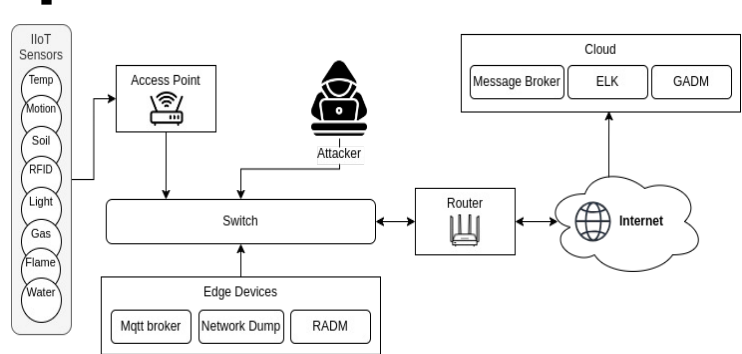 IIoT
Sensors
Temp
Motion
Soil
RFID
Light
Gas
Flame
Water
Access Point
Attacker
Switch
Edge Devices
Mqtt broker
Network Dump
RADM
Router
Internet
Cloud
Message Broker
ELK
GADM